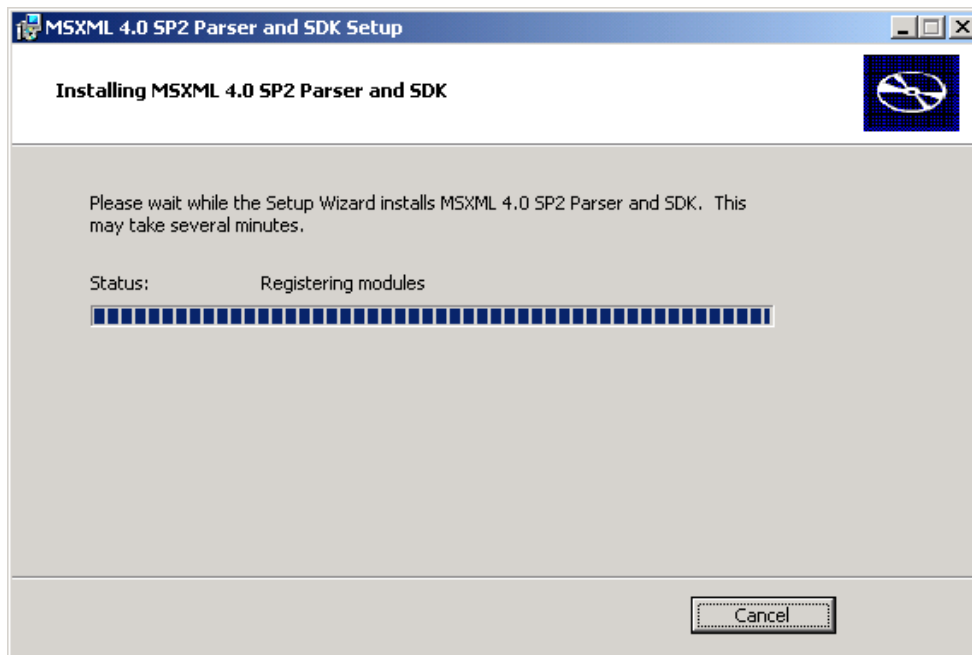 MSXML 4.0 SP2 Parser and SDK Setup
Installing MSXML 4.0 SP2 Parser and SDK
Please wait while the Setup Wizard installs MSXML 4.0 SP2 Parser and SDK. This
may take several minutes.
Status: Registering modules
Cancel